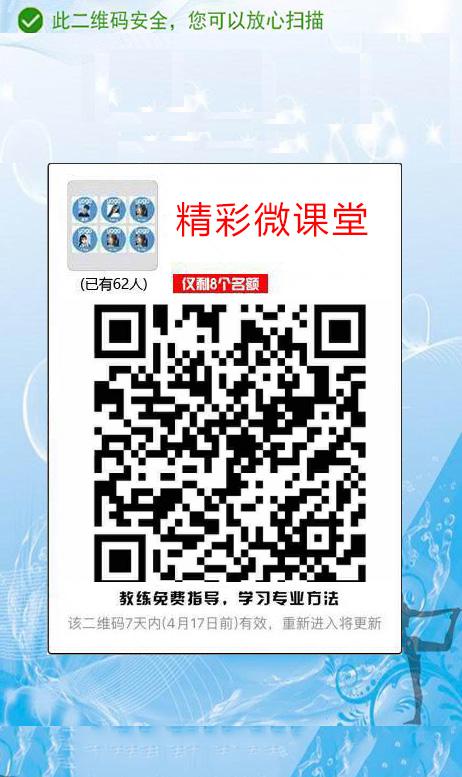 此二维码安全，您可以放心扫描
精彩微课堂
(已有62人)
仅剩8个名额
教练免费指导，学习专业方法
该二维码7天内(4月17日前)有效，重新进入将更新